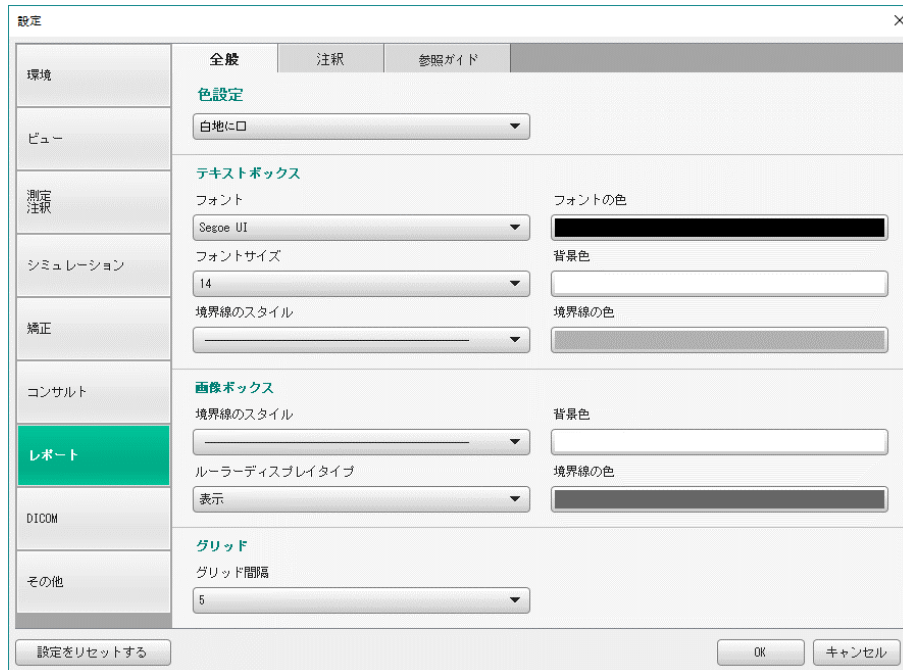 設定
環境
ビュー
測定
注釈
シミュレーション
矯正
コンサルト
レポート
DICOM
その他
全般 注釈 参照ガイド
色設定
白地に口
テキストボックス
フォント フォントの色
Segoe UI
フォントサイズ 背景色
14
境界線のスタイル 境界線の色
画像ボックス
境界線のスタイル 背景色
ルーラーディスプレイタイプ 境界線の色
表示
グリッド
グリッド間隔
5
設定をリセットする OK キャンセル